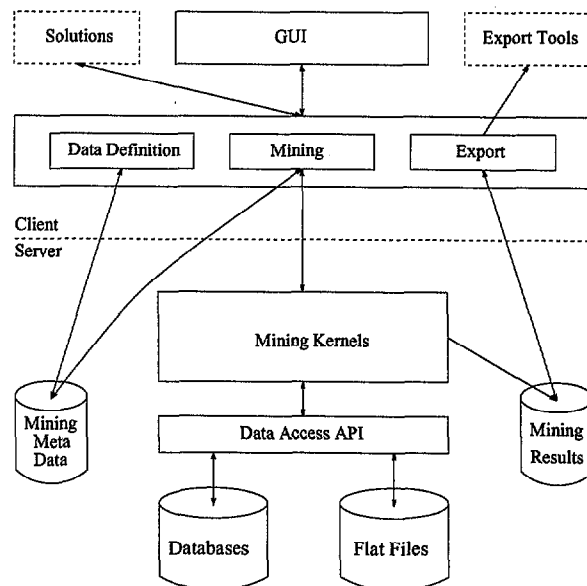 Solutions
GUI
Export Tools
Data Definition
Mining
Export
Client
Server
Mining Kernels
Mining
Meta
Data
Data Access API
Mining
Results
Databases
Flat Files